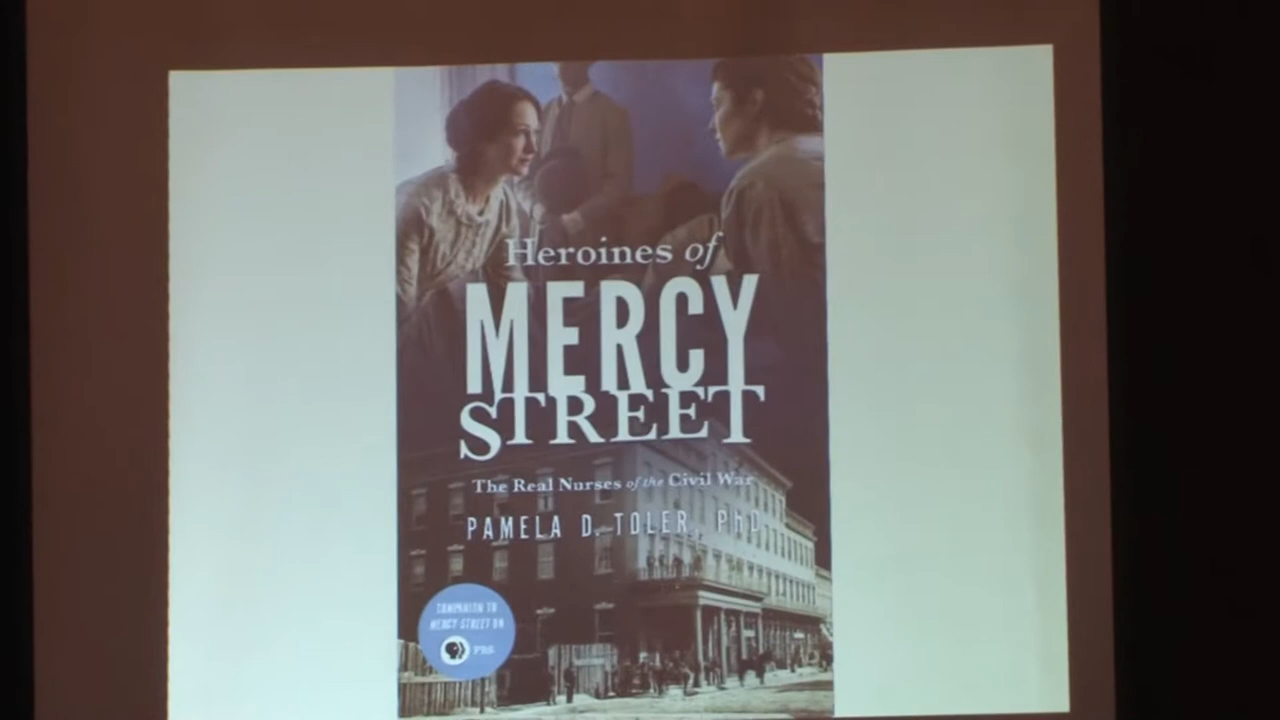 Heroines of
MERCY
STREET
The Real Nurses of the Civil War
PAMELA D. TOLER, PhD
COMPANION TO
MERCY STREET ON
PBS